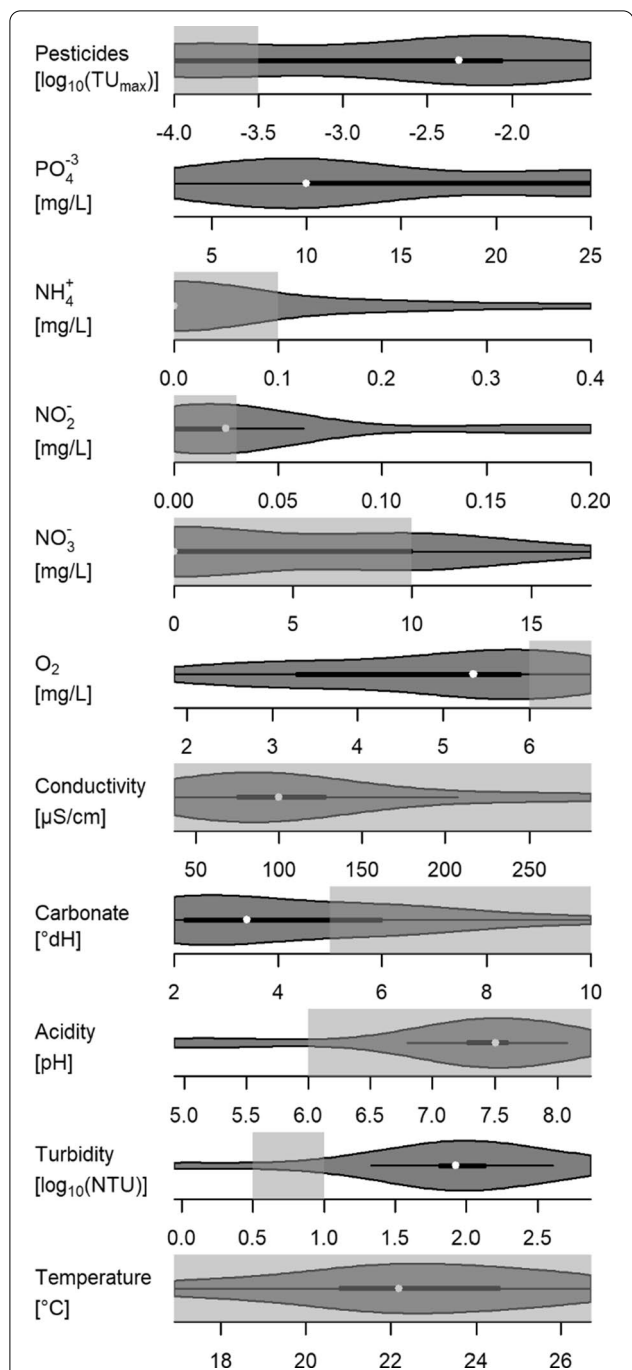 Pesticides
[log₁₀(TUₘₐₓ)]
-4.0 -3.5 -3.0 -2.5 -2.0
PO₄⁻³
[mg/L]
5 10 15 20 25
NH₄⁺
[mg/L]
0.0 0.1 0.2 0.3 0.4
NO₂⁻
[mg/L]
0.00 0.05 0.10 0.15 0.20
NO₃⁻
[mg/L]
0 5 10 15
O₂
[mg/L]
2 3 4 5 6
Conductivity
[µS/cm]
50 100 150 200 250
Carbonate
[°dH]
2 4 6 8 10
Acidity
[pH]
5.0 5.5 6.0 6.5 7.0 7.5 8.0
Turbidity
[log₁₀(NTU)]
0.0 0.5 1.0 1.5 2.0 2.5
Temperature
[°C]
18 20 22 24 26